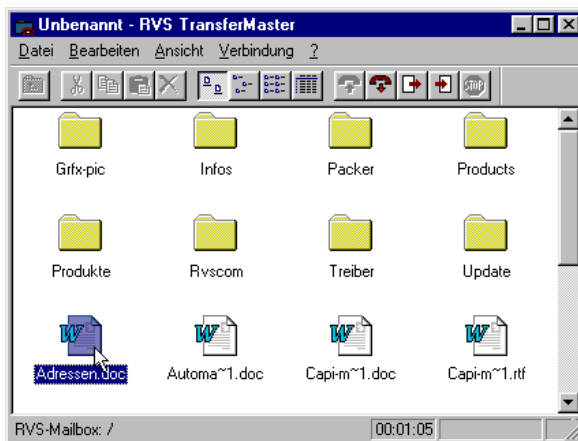 Unbenannt - RVS TransferMaster
Datei Bearbeiten Ansicht Verbindung ?
STOP
Grfx-pic Infos Packer Products
Produkte Rvscom Treiber Update
Adressen.doc Automa~1.doc Capi-m~1.doc Capi-m~1.rtf
RVS-Mailbox: / 00:01:05